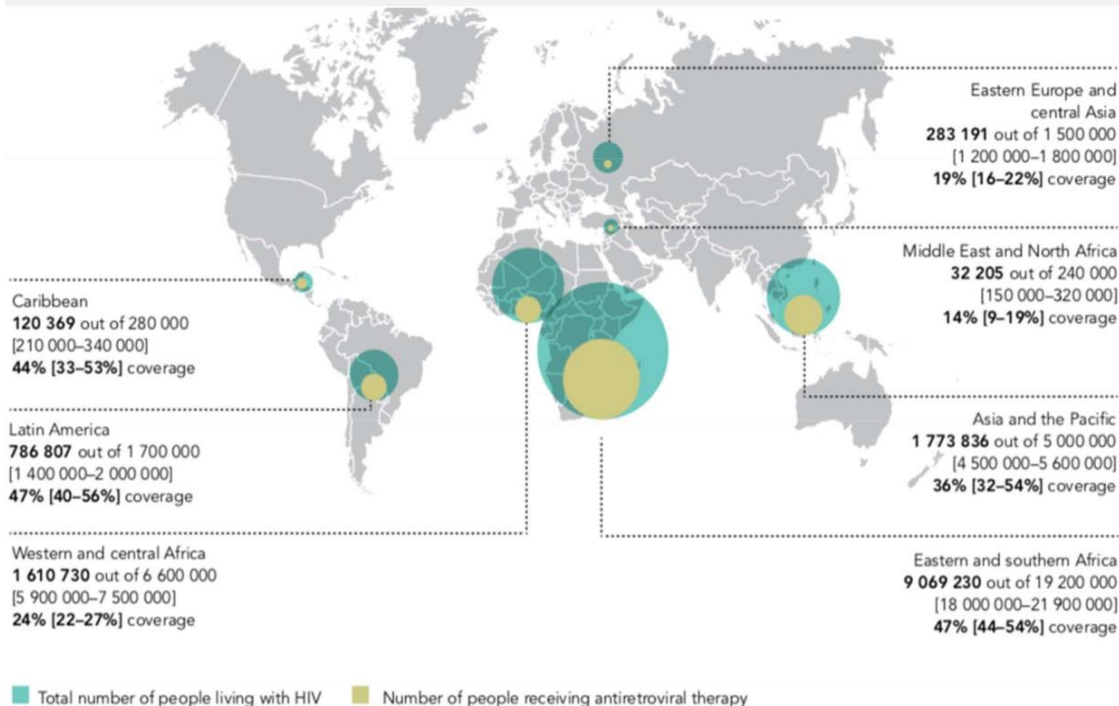 Eastern Europe and
central Asia
283 191 out of 1 500 000
[1 200 000–1 800 000]
19% [16–22%] coverage
Middle East and North Africa
32 205 out of 240 000
[150 000–320 000]
14% [9–19%] coverage
Caribbean
120 369 out of 280 000
[210 000–340 000]
44% [33–53%] coverage
Latin America
786 807 out of 1 700 000
[1 400 000–2 000 000]
47% [40–56%] coverage
Asia and the Pacific
1 773 836 out of 5 000 000
[4 500 000–5 600 000]
36% [32–54%] coverage
Western and central Africa
1 610 730 out of 6 600 000
[5 900 000–7 500 000]
24% [22–27%] coverage
Eastern and southern Africa
9 069 230 out of 19 200 000
[18 000 000–21 900 000]
47% [44–54%] coverage
Total number of people living with HIV
Number of people receiving antiretroviral therapy